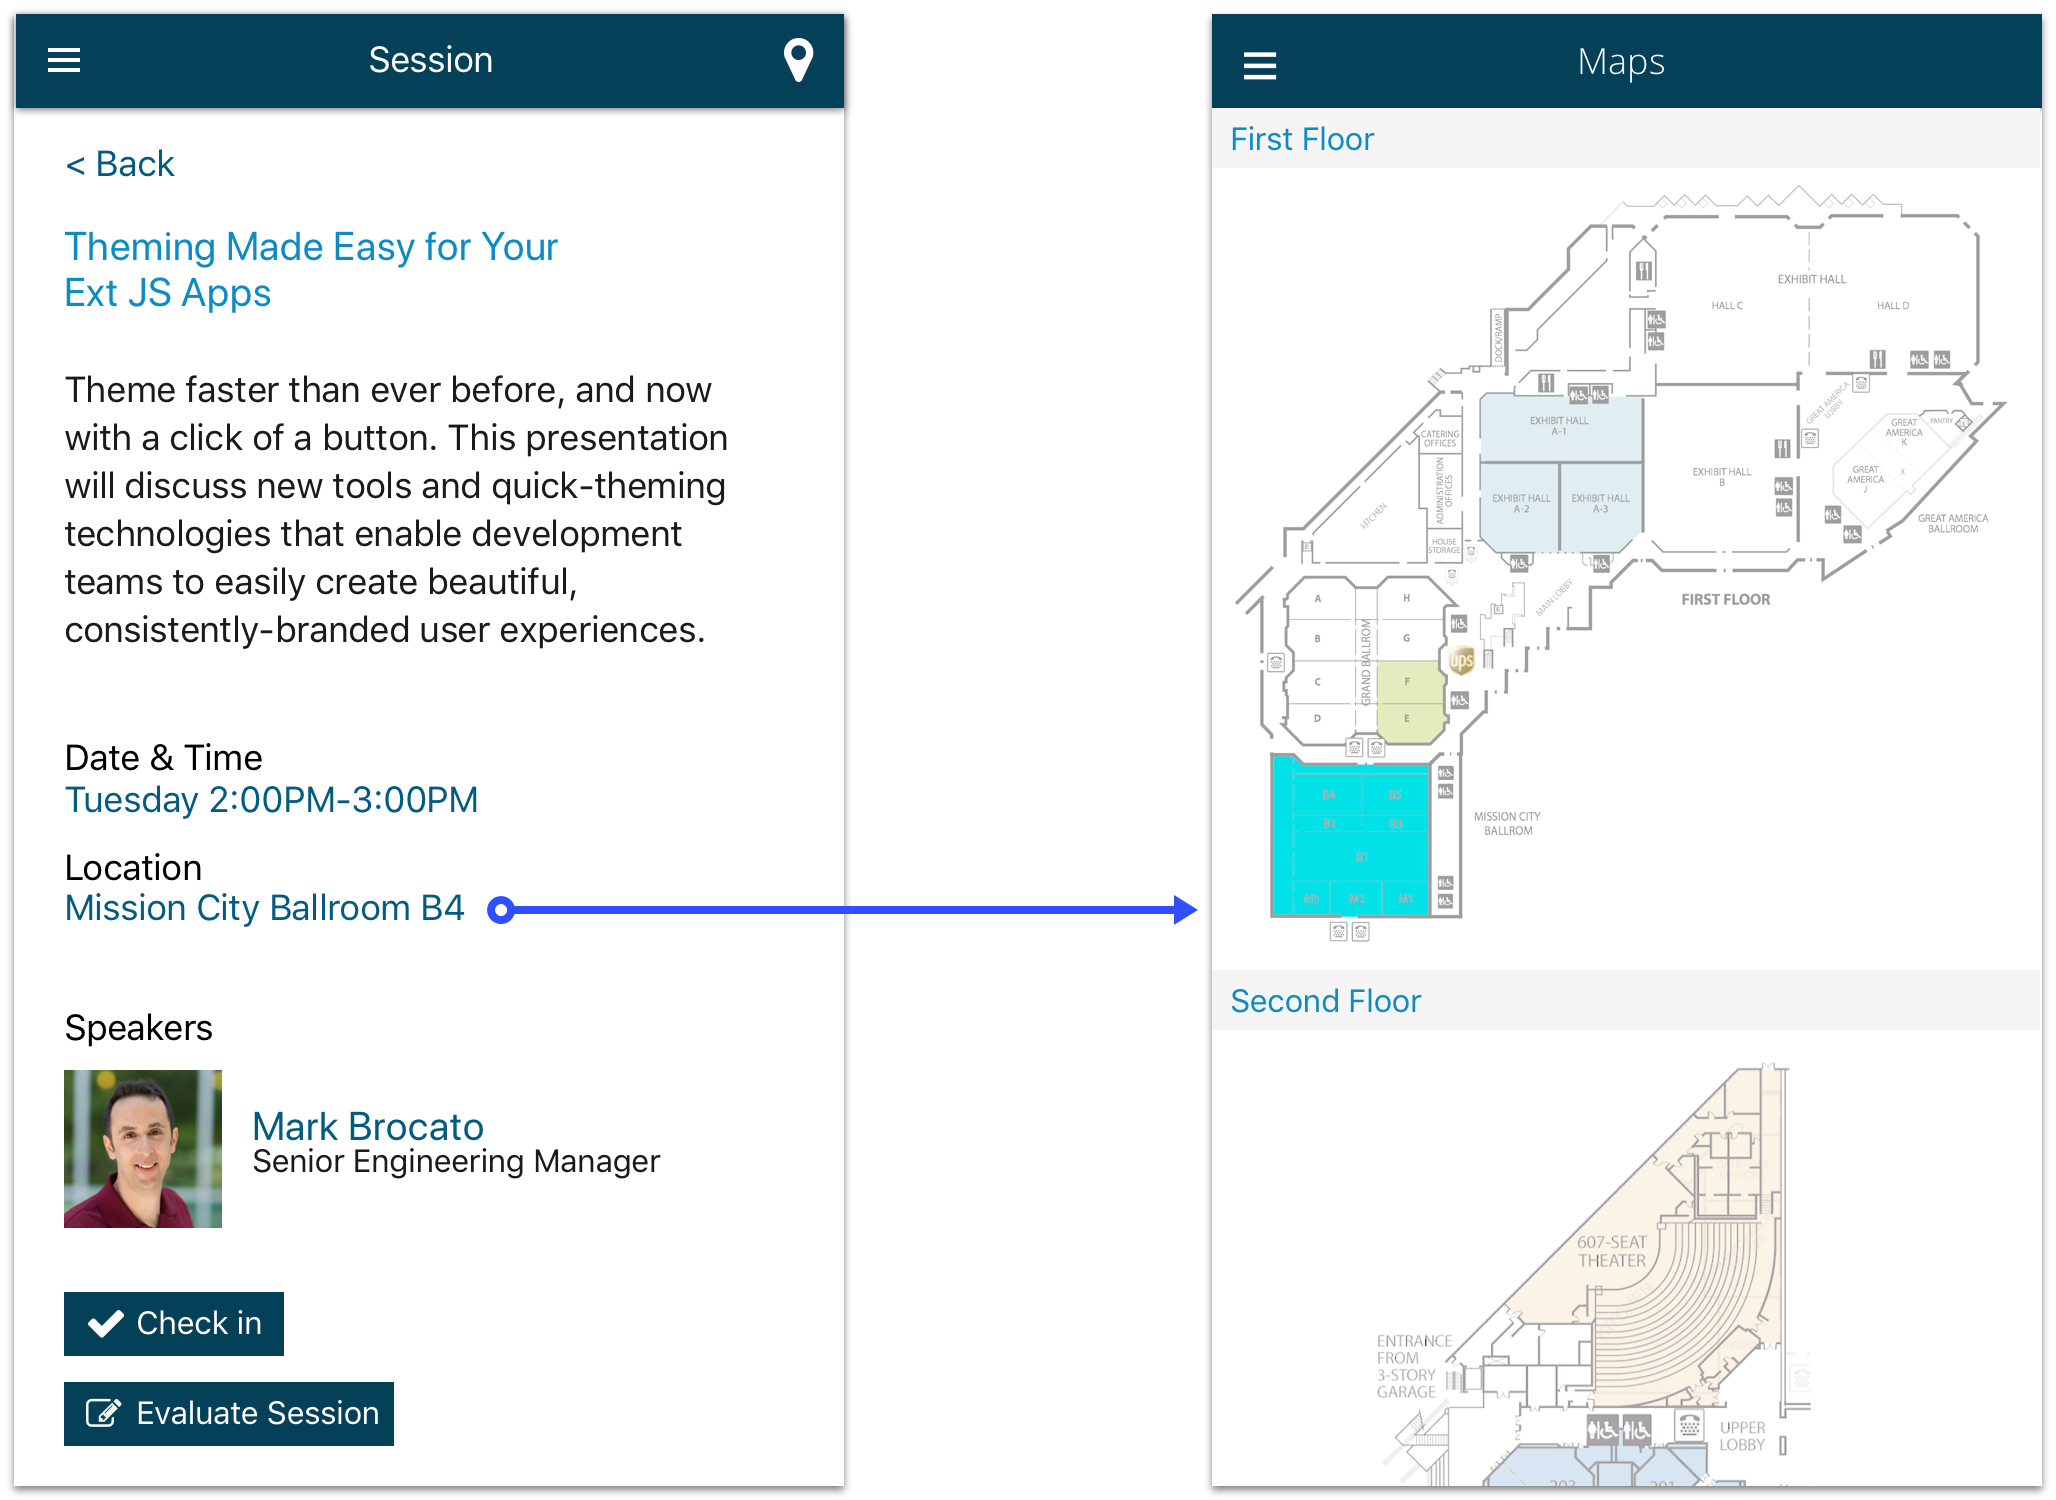 Session
< Back
Theming Made Easy for Your
Ext JS Apps
Theme faster than ever before, and now
with a click of a button. This presentation
will discuss new tools and quick-theming
technologies that enable development
teams to easily create beautiful,
consistently-branded user experiences.
Date & Time
Tuesday 2:00PM-3:00PM
Location
Mission City Ballroom B4
Speakers
Mark Brocato
Senior Engineering Manager
Check in
Evaluate Session
Maps
First Floor
EXHIBIT HALL
HALL C
HALL D
DOCK/RAMP
GREAT AMERICA
LOBBY
EXHIBIT HALL
A-1
CATERING
OFFICES
GREAT
AMERICA
K
PANTRY
ADMINISTRATION
OFFICES
EXHIBIT HALL
B
GREAT
AMERICA
J
EXHIBIT HALL
A-2
EXHIBIT HALL
A-3
KITCHEN
GREAT AMERICA
BALLROOM
HOUSE
STORAGE
MAIN LOBBY
FIRST FLOOR
A
H
B
G
GRAND BALLROM
ups
C
F
D
E
B4
B5
B2
B3
MISSION CITY
BALLROM
B1
M3
M2
M1
Second Floor
607-SEAT
THEATER
ENTRANCE
FROM
3-STORY
GARAGE
UPPER
LOBBY
203
201